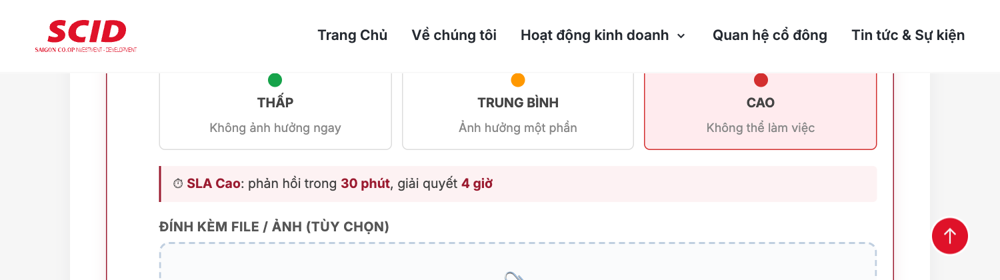 SCID
SAIGON CO.OP INVESTMENT - DEVELOPMENT
Trang Chủ
Về chúng tôi
Hoạt động kinh doanh
Quan hệ cổ đông
Tin tức & Sự kiện
THẤP
Không ảnh hưởng ngay
TRUNG BÌNH
Ảnh hưởng một phần
CAO
Không thể làm việc
SLA Cao: phản hồi trong 30 phút, giải quyết 4 giờ
ĐÍNH KÈM FILE / ẢNH (TÙY CHỌN)